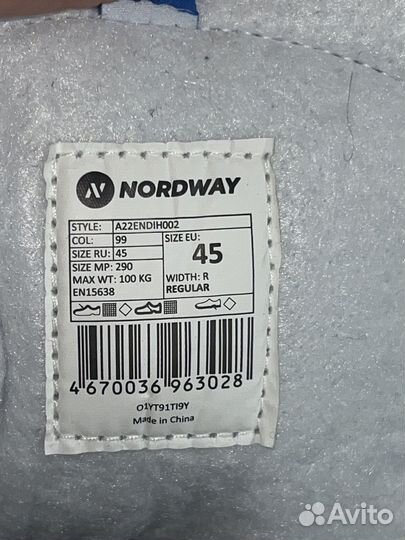 NORDWAY
STYLE: A22ENDIH002
COL: 99
SIZE RU: 45
SIZE MP: 290
MAX WT: 100 KG
EN15638
SIZE EU:
45
WIDTH: R
REGULAR
4 670036 963028
O1YT91TI9Y
Made in China
Avito